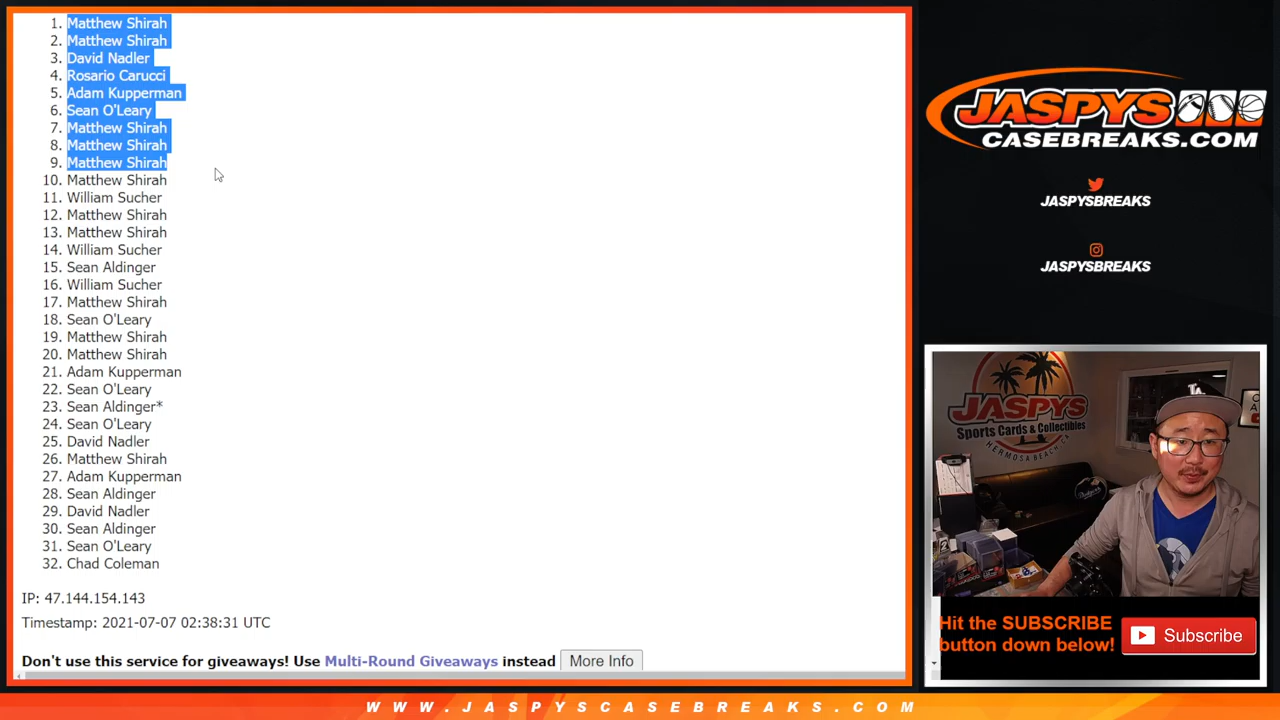 1. Matthew Shirah
2. Matthew Shirah
3. David Nadler
4. Rosario Carucci
5. Adam Kupperman
6. Sean O'Leary
7. Matthew Shirah
8. Matthew Shirah
9. Matthew Shirah
10. Matthew Shirah
11. William Sucher
12. Matthew Shirah
13. Matthew Shirah
14. William Sucher
15. Sean Aldinger
16. William Sucher
17. Matthew Shirah
18. Sean O'Leary
19. Matthew Shirah
20. Matthew Shirah
21. Adam Kupperman
22. Sean O'Leary
23. Sean Aldinger*
24. Sean O'Leary
25. David Nadler
26. Matthew Shirah
27. Adam Kupperman
28. Sean Aldinger
29. David Nadler
30. Sean Aldinger
31. Sean O'Leary
32. Chad Coleman
IP: 47.144.154.143
Timestamp: 2021-07-07 02:38:31 UTC
Don't use this service for giveaways! Use Multi-Round Giveaways instead More Info
JASPYS
CASEBREAKS.COM
JASPYSBREAKS
JASPYSBREAKS
JASPYS
Sports Cards & Collectibles
HERMOSA BEACH, CA
Hit the SUBSCRIBE
button down below!
Subscribe
WWW.JASPYSCASEBREAKS.COM